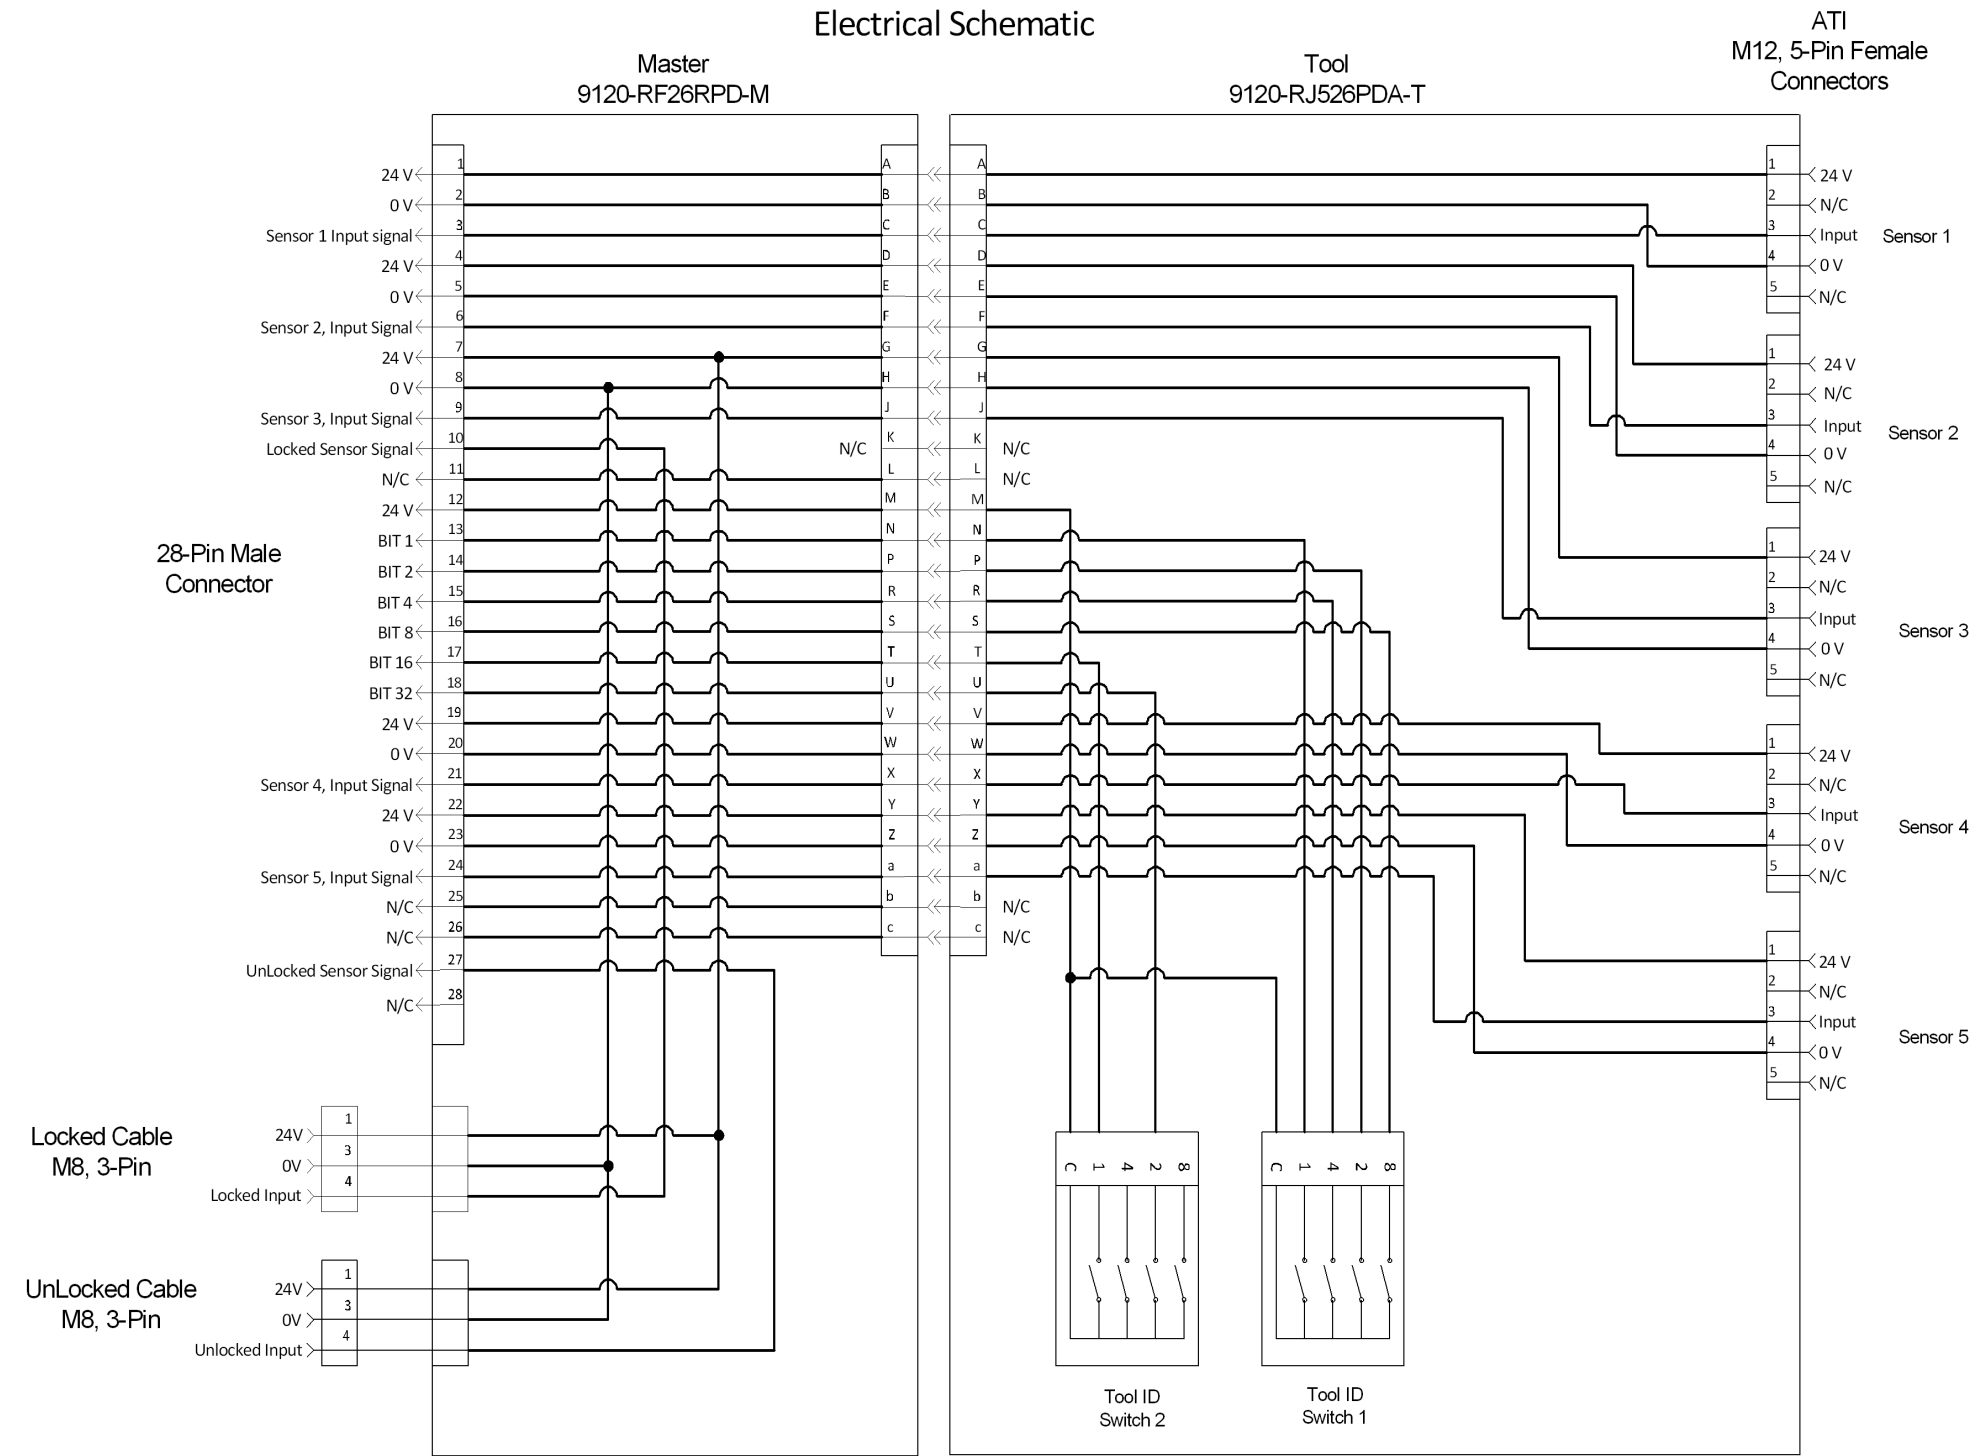 Electrical Schematic
Master
9120-RF26RPD-M
Tool
9120-RJ526PDA-T
ATI
M12, 5-Pin Female
Connectors
28-Pin Male
Connector
24 V 1 A A 1 24 V
0 V 2 B B 2 N/C
Sensor 1 Input signal 3 C C 3 Input Sensor 1
24 V 4 D D 4 0 V
0 V 5 E E 5 N/C
Sensor 2, Input Signal 6 F F
24 V 7 G G 1 24 V
0 V 8 H H 2 N/C
Sensor 3, Input Signal 9 J J 3 Input Sensor 2
Locked Sensor Signal 10 N/C K K N/C 4 0 V
N/C 11 L L N/C 5 N/C
24 V 12 M M
BIT 1 13 N N 1 24 V
BIT 2 14 P P 2 N/C
BIT 4 15 R R 3 Input Sensor 3
BIT 8 16 S S 4 0 V
BIT 16 17 T T 5 N/C
BIT 32 18 U U
24 V 19 V V 1 24 V
0 V 20 W W 2 N/C
Sensor 4, Input Signal 21 X X 3 Input Sensor 4
24 V 22 Y Y 4 0 V
0 V 23 Z Z 5 N/C
Sensor 5, Input Signal 24 a a
N/C 25 b b N/C
N/C 26 c c N/C
UnLocked Sensor Signal 27
N/C 28
1 24 V
2 N/C
3 Input Sensor 5
4 0 V
5 N/C
Locked Cable
M8, 3-Pin
24V 1
0V 3
Locked Input 4
UnLocked Cable
M8, 3-Pin
24V 1
0V 3
Unlocked Input 4
C 1 4 2 8
Tool ID
Switch 2
C 1 4 2 8
Tool ID
Switch 1